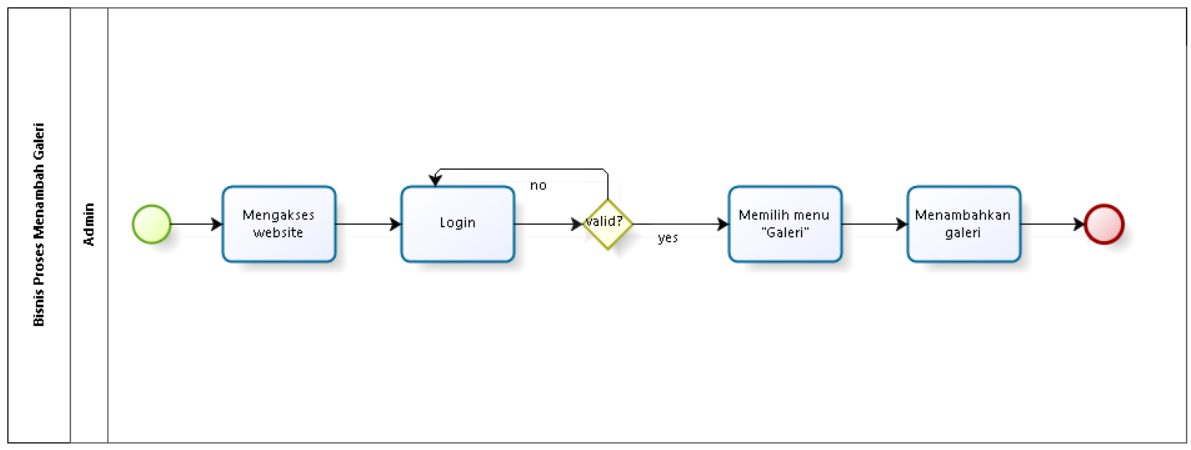 Bisnis Proses Menambah Galeri
Admin
Mengakses
website
Login
no
valid?
yes
Memilih menu
"Galeri"
Menambahkan
galeri